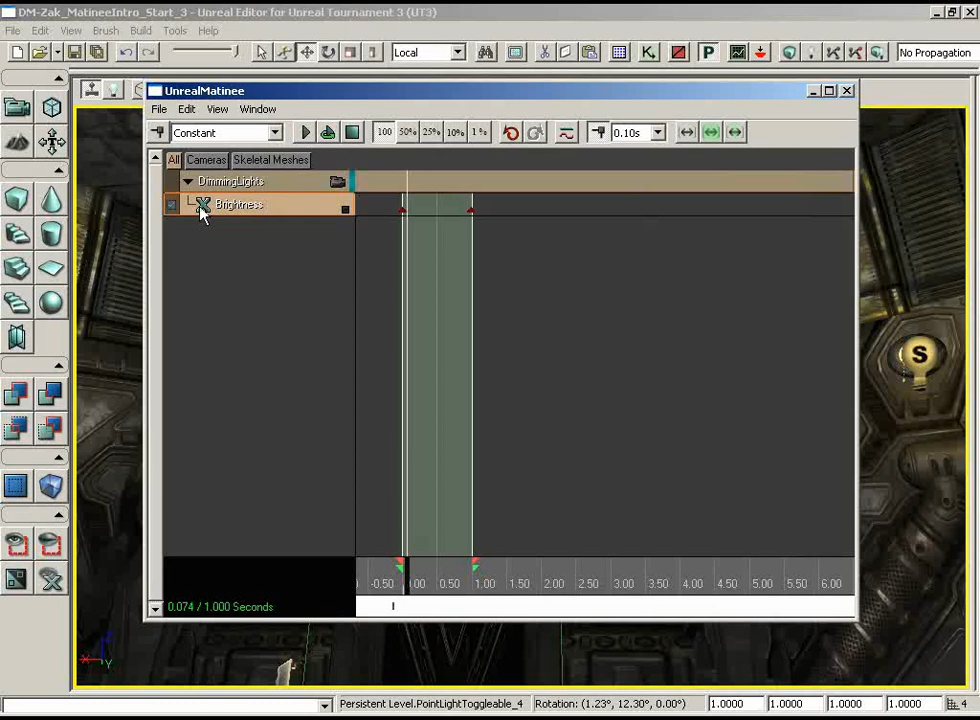 DM-Zak_MatineeIntro_Start_3 - Unreal Editor for Unreal Tournament 3 (UT3)
File Edit View Brush Build Tools Help
Local P No Propagation
UnrealMatinee
File Edit View Window
Constant 100 50% 25% 10% 1 % 0.10s
All Cameras Skeletal Meshes
DimmingLights
Brightness
S
-0.50 0.50 1.00 1.50 2.00 2.50 3.00 3.50 4.00 4.50 5.00 5.50 6.00
0.074 / 1.000 Seconds
Z
X
Y
Persistent Level.PointLightToggleable_4 Rotation: (1.23°, 12.30°, 0.00°) 1.0000 1.0000 1.0000 1.0000 4